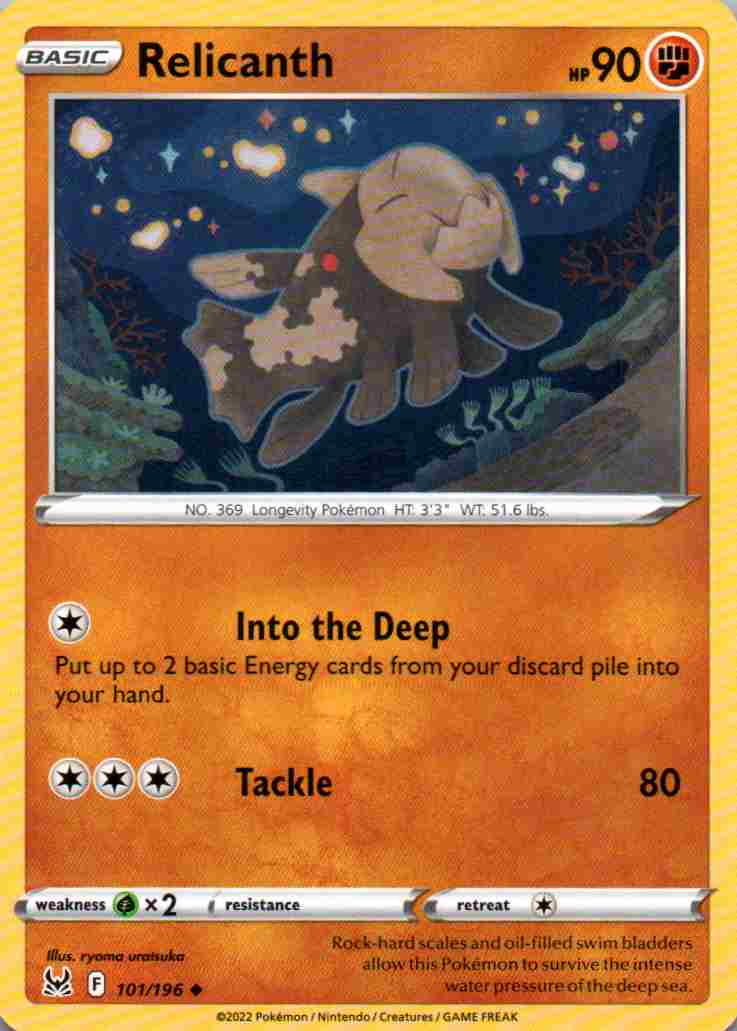 BASIC Relicanth HP 90
NO. 369 Longevity Pokémon HT: 3'3" WT: 51.6 lbs.
Into the Deep
Put up to 2 basic Energy cards from your discard pile into
your hand.
Tackle 80
weakness ×2 resistance retreat
Illus. ryoma uratsuka
Rock-hard scales and oil-filled swim bladders
allow this Pokémon to survive the intense
water pressure of the deep sea.
F 101/196
©2022 Pokémon / Nintendo / Creatures / GAME FREAK